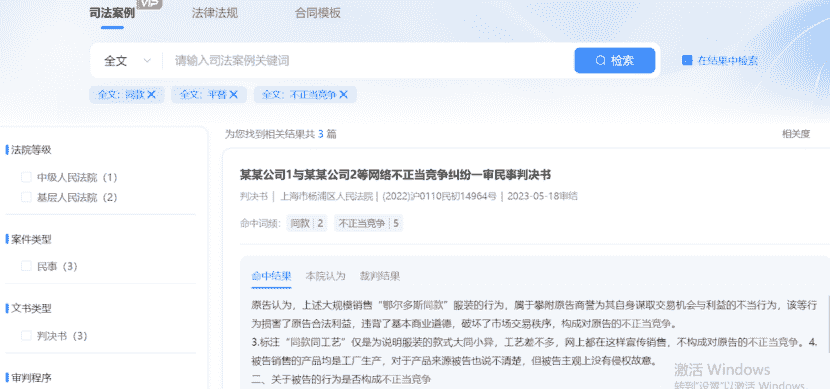 司法案例 VIP 法律法规 合同模板
全文 请输入司法案例关键词 检索 在结果中检索
全文：同款 × 全文：平替 × 全文：不正当竞争 ×
为您找到相关结果共 3 篇 相关度
法院等级
中级人民法院（1）
基层人民法院（2）
案件类型
民事（3）
文书类型
判决书（3）
审判程序
某某公司1与某某公司2等网络不正当竞争纠纷一审民事判决书
判决书 | 上海市杨浦区人民法院 | (2022)沪0110民初14964号 | 2023-05-18审结
命中词频： 同款 | 2 不正当竞争 | 5
命中结果 本院认为 裁判结果
原告认为，上述大规模销售“鄂尔多斯同款”服装的行为，属于攀附原告商誉为其自身谋取交易机会与利益的不当行为，该等行
为损害了原告合法利益，违背了基本商业道德，破坏了市场交易秩序，构成对原告的不正当竞争。
3.标注“同款同工艺”仅是为说明服装的款式大同小异，工艺差不多，网上都在这样宣传销售，不构成对原告的不正当竞争。4.
被告销售的产品均是工厂生产，对于产品来源被告也说不清楚，但被告主观上没有侵权故意。
二、关于被告的行为是否构成不正当竞争
激活 Windows
转到"设置"以激活 Windows。